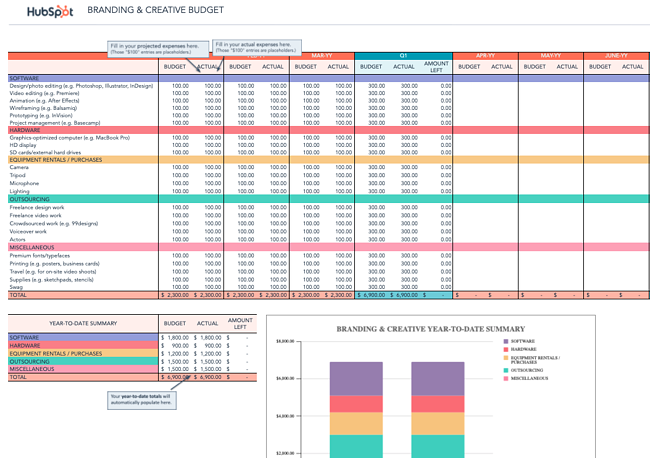 HubSpot BRANDING & CREATIVE BUDGET
Fill in your projected expenses here.
(Those "$100" entries are placeholders.)
Fill in your actual expenses here.
(Those "$100" entries are placeholders.)
MAR-YY Q1 APR-YY MAY-YY JUNE-YY
BUDGET ACTUAL BUDGET ACTUAL BUDGET ACTUAL BUDGET ACTUAL AMOUNT LEFT BUDGET ACTUAL BUDGET ACTUAL BUDGET ACTUAL
SOFTWARE
Design/photo editing (e.g. Photoshop, Illustrator, InDesign) 100.00 100.00 100.00 100.00 100.00 100.00 300.00 300.00 0.00
Video editing (e.g. Premiere) 100.00 100.00 100.00 100.00 100.00 100.00 300.00 300.00 0.00
Animation (e.g. After Effects) 100.00 100.00 100.00 100.00 100.00 100.00 300.00 300.00 0.00
Wireframing (e.g. Balsamiq) 100.00 100.00 100.00 100.00 100.00 100.00 300.00 300.00 0.00
Prototyping (e.g. InVision) 100.00 100.00 100.00 100.00 100.00 100.00 300.00 300.00 0.00
Project management (e.g. Basecamp) 100.00 100.00 100.00 100.00 100.00 100.00 300.00 300.00 0.00
HARDWARE
Graphics-optimized computer (e.g. MacBook Pro) 100.00 100.00 100.00 100.00 100.00 100.00 300.00 300.00 0.00
HD display 100.00 100.00 100.00 100.00 100.00 100.00 300.00 300.00 0.00
SD cards/external hard drives 100.00 100.00 100.00 100.00 100.00 100.00 300.00 300.00 0.00
EQUIPMENT RENTALS / PURCHASES
Camera 100.00 100.00 100.00 100.00 100.00 100.00 300.00 300.00 0.00
Tripod 100.00 100.00 100.00 100.00 100.00 100.00 300.00 300.00 0.00
Microphone 100.00 100.00 100.00 100.00 100.00 100.00 300.00 300.00 0.00
Lighting 100.00 100.00 100.00 100.00 100.00 100.00 300.00 300.00 0.00
OUTSOURCING
Freelance design work 100.00 100.00 100.00 100.00 100.00 100.00 300.00 300.00 0.00
Freelance video work 100.00 100.00 100.00 100.00 100.00 100.00 300.00 300.00 0.00
Crowdsourced work (e.g. 99designs) 100.00 100.00 100.00 100.00 100.00 100.00 300.00 300.00 0.00
Voiceover work 100.00 100.00 100.00 100.00 100.00 100.00 300.00 300.00 0.00
Actors 100.00 100.00 100.00 100.00 100.00 100.00 300.00 300.00 0.00
MISCELLANEOUS
Premium fonts/typefaces 100.00 100.00 100.00 100.00 100.00 100.00 300.00 300.00 0.00
Printing (e.g. posters, business cards) 100.00 100.00 100.00 100.00 100.00 100.00 300.00 300.00 0.00
Travel (e.g. for on-site video shoots) 100.00 100.00 100.00 100.00 100.00 100.00 300.00 300.00 0.00
Supplies (e.g. sketchpads, stencils) 100.00 100.00 100.00 100.00 100.00 100.00 300.00 300.00 0.00
Swag 100.00 100.00 100.00 100.00 100.00 100.00 300.00 300.00 0.00
TOTAL $ 2,300.00 $ 2,300.00 $ 2,300.00 $ 2,300.00 $ 2,300.00 $ 2,300.00 $ 6,900.00 $ 6,900.00 $ - $ - $ - $ - $ - $ - $ -
YEAR-TO-DATE SUMMARY BUDGET ACTUAL AMOUNT LEFT
SOFTWARE $ 1,800.00 $ 1,800.00 $ -
HARDWARE $ 900.00 $ 900.00 $ -
EQUIPMENT RENTALS / PURCHASES $ 1,200.00 $ 1,200.00 $ -
OUTSOURCING $ 1,500.00 $ 1,500.00 $ -
MISCELLANEOUS $ 1,500.00 $ 1,500.00 $ -
TOTAL $ 6,900.00 $ 6,900.00 $ -
Your year-to-date totals will
automatically populate here.
BRANDING & CREATIVE YEAR-TO-DATE SUMMARY
$8,000.00
$6,000.00
$4,000.00
$2,000.00
SOFTWARE
HARDWARE
EQUIPMENT RENTALS /
PURCHASES
OUTSOURCING
MISCELLANEOUS